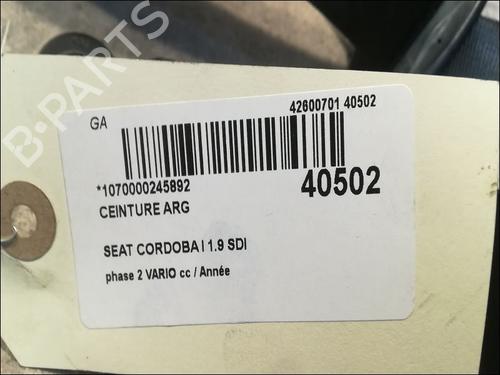 B-PARTS
GA
42600701 40502
*1070000245892
40502
CEINTURE ARG
SEAT CORDOBA I 1.9 SDI
phase 2 VARIO cc / Année